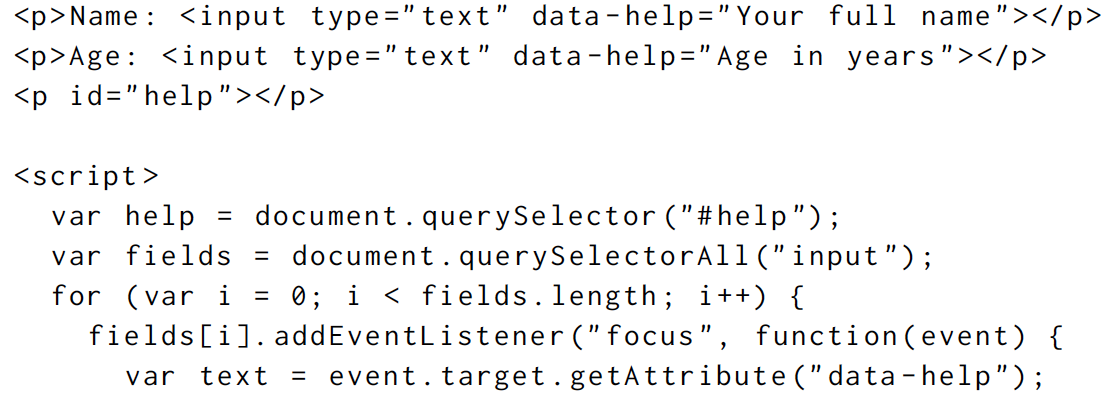 <p>Name: <input type="text" data-help="Your full name"></p>
<p>Age: <input type="text" data-help="Age in years"></p>
<p id="help"></p>

<script>
  var help = document.querySelector("#help");
  var fields = document.querySelectorAll("input");
  for (var i = 0; i < fields.length; i++) {
    fields[i].addEventListener("focus", function(event) {
      var text = event.target.getAttribute("data-help");